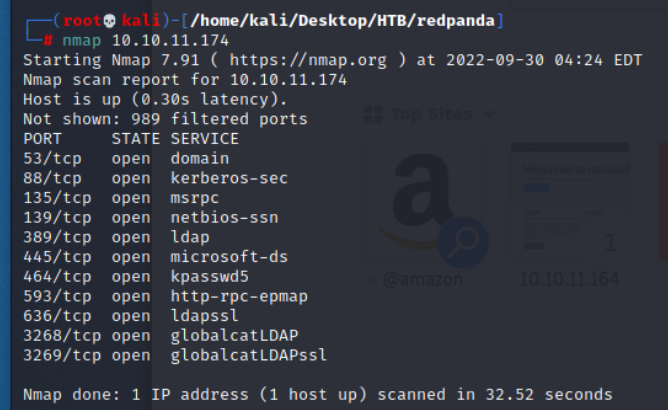 (root💀kali)-[/home/kali/Desktop/HTB/redpanda]
# nmap 10.10.11.174
Starting Nmap 7.91 ( https://nmap.org ) at 2022-09-30 04:24 EDT
Nmap scan report for 10.10.11.174
Host is up (0.30s latency).
Not shown: 989 filtered ports
PORT     STATE SERVICE
53/tcp   open  domain
88/tcp   open  kerberos-sec
135/tcp  open  msrpc
139/tcp  open  netbios-ssn
389/tcp  open  ldap
445/tcp  open  microsoft-ds
464/tcp  open  kpasswd5
593/tcp  open  http-rpc-epmap
636/tcp  open  ldapssl
3268/tcp open  globalcatLDAP
3269/tcp open  globalcatLDAPssl
Nmap done: 1 IP address (1 host up) scanned in 32.52 seconds
Top Sites
a
Welcome to updown
1
@amazon
10.10.11.164